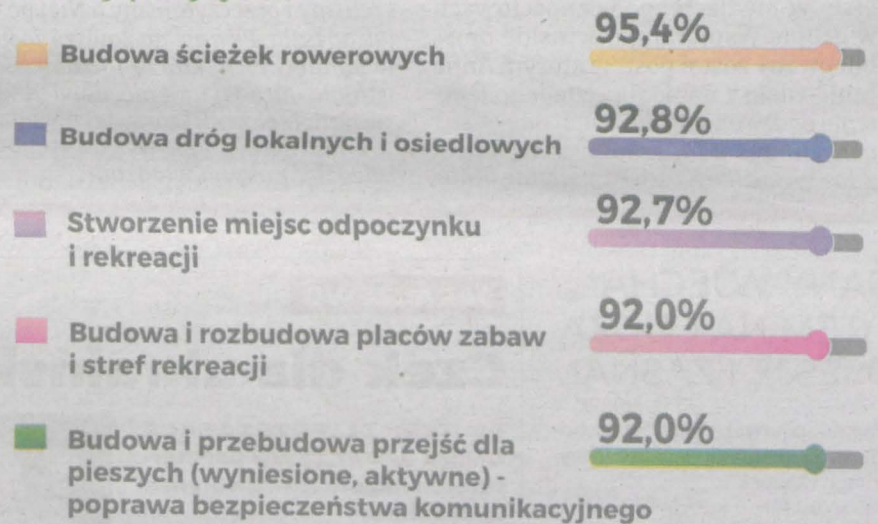 95,4%
Budowa ścieżek rowerowych
92,8%
Budowa dróg lokalnych i osiedlowych
92,7%
Stworzenie miejsc odpoczynku
i rekreacji
92,0%
Budowa i rozbudowa placów zabaw
i stref rekreacji
92,0%
Budowa i przebudowa przejść dla
pieszych (wyniesione, aktywne) -
poprawa bezpieczeństwa komunikacyjnego